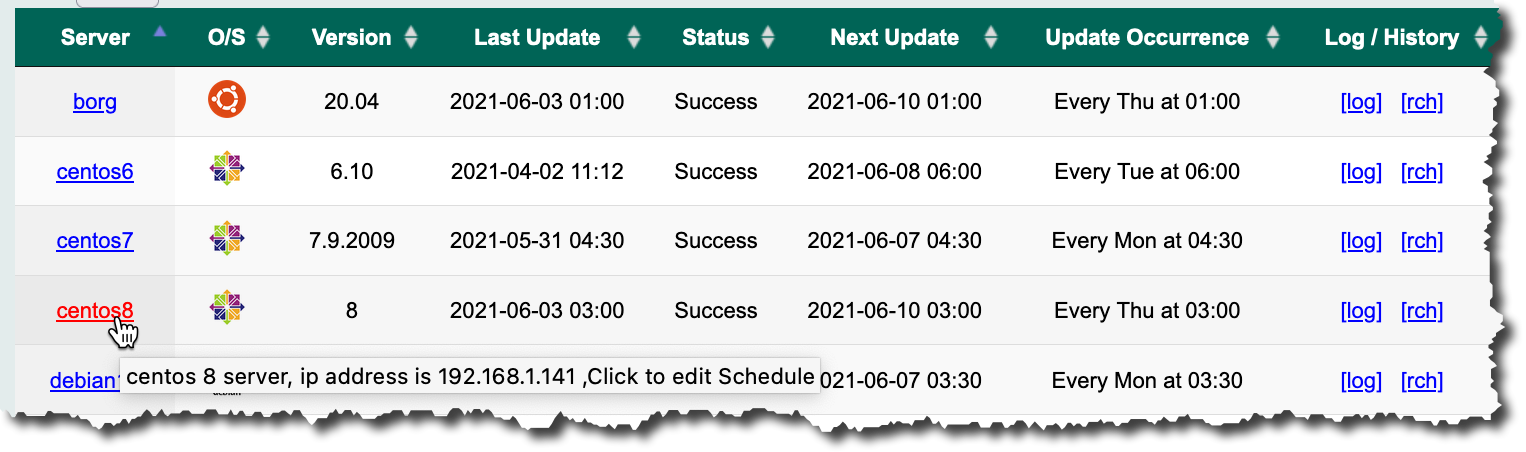 Server O/S Version Last Update Status Next Update Update Occurrence Log / History
borg 20.04 2021-06-03 01:00 Success 2021-06-10 01:00 Every Thu at 01:00 [log] [rch]
centos6 6.10 2021-04-02 11:12 Success 2021-06-08 06:00 Every Tue at 06:00 [log] [rch]
centos7 7.9.2009 2021-05-31 04:30 Success 2021-06-07 04:30 Every Mon at 04:30 [log] [rch]
centos8 8 2021-06-03 03:00 Success 2021-06-10 03:00 Every Thu at 03:00 [log] [rch]
debian 021-06-07 03:30 Every Mon at 03:30 [log] [rch]
centos 8 server, ip address is 192.168.1.141 ,Click to edit Schedule